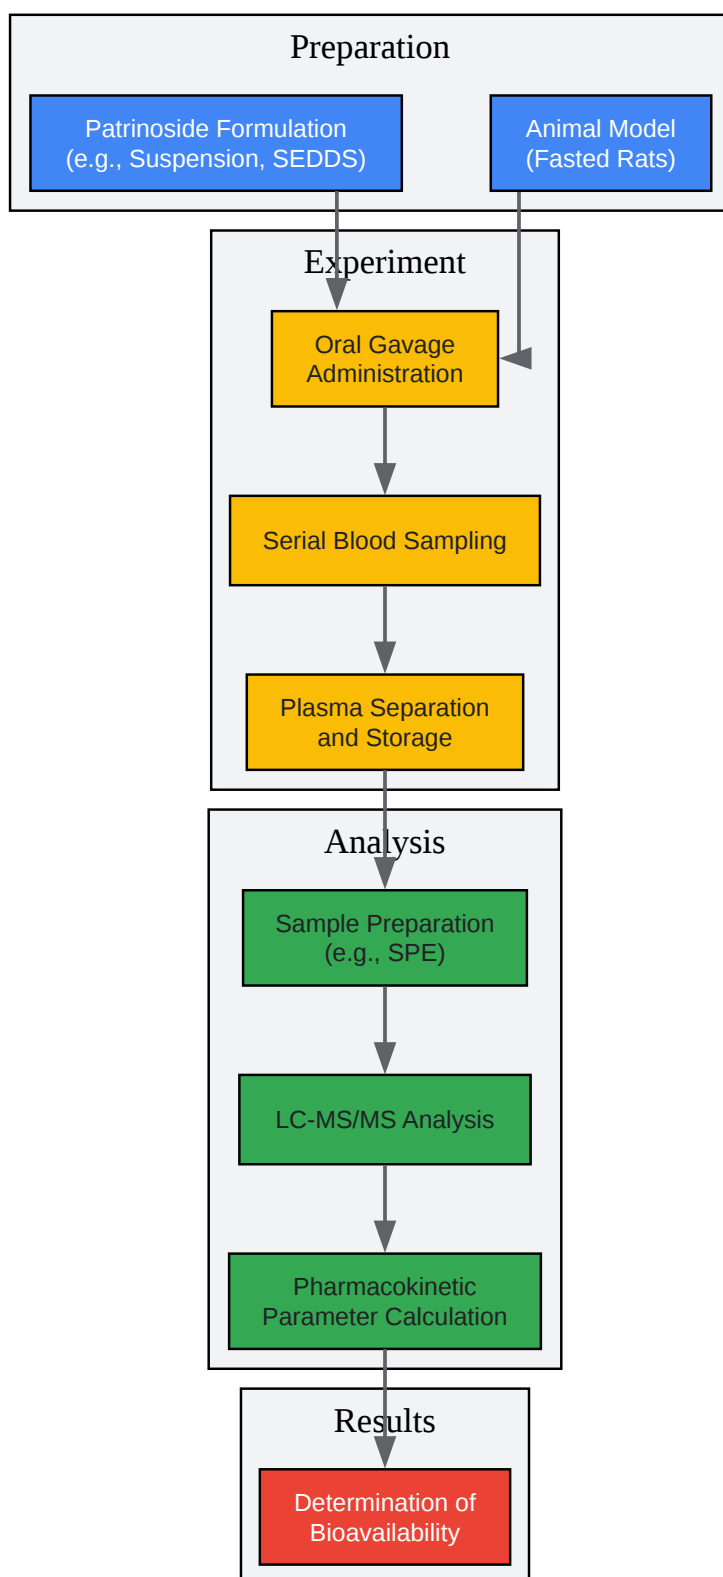 Preparation
Patrinoside Formulation
(e.g., Suspension, SEDDS)
Animal Model
(Fasted Rats)
Experiment
Oral Gavage
Administration
Serial Blood Sampling
Plasma Separation
and Storage
Analysis
Sample Preparation
(e.g., SPE)
LC-MS/MS Analysis
Pharmacokinetic
Parameter Calculation
Results
Determination of
Bioavailability